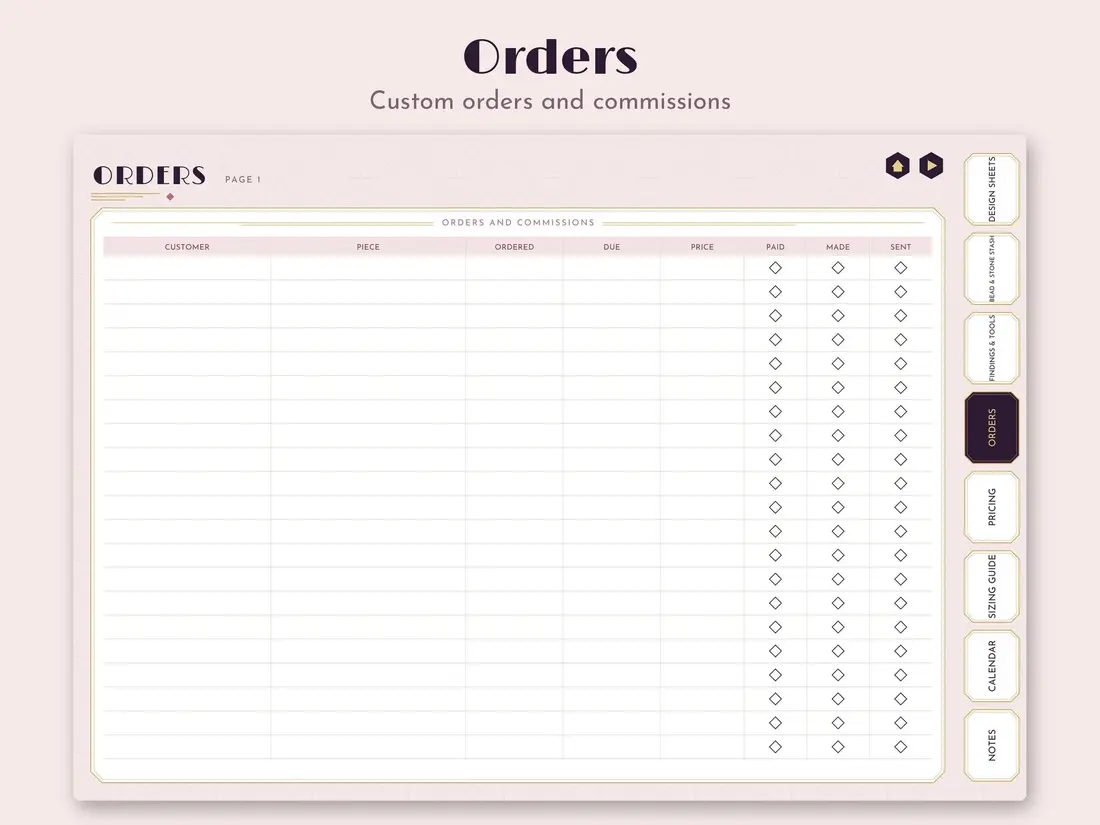 Orders
Custom orders and commissions
ORDERS PAGE 1
ORDERS AND COMMISSIONS
CUSTOMER PIECE ORDERED DUE PRICE PAID MADE SENT
DESIGN SHEETS
BEAD & STONE STASH
FINDINGS & TOOLS
ORDERS
PRICING
SIZING GUIDE
CALENDAR
NOTES